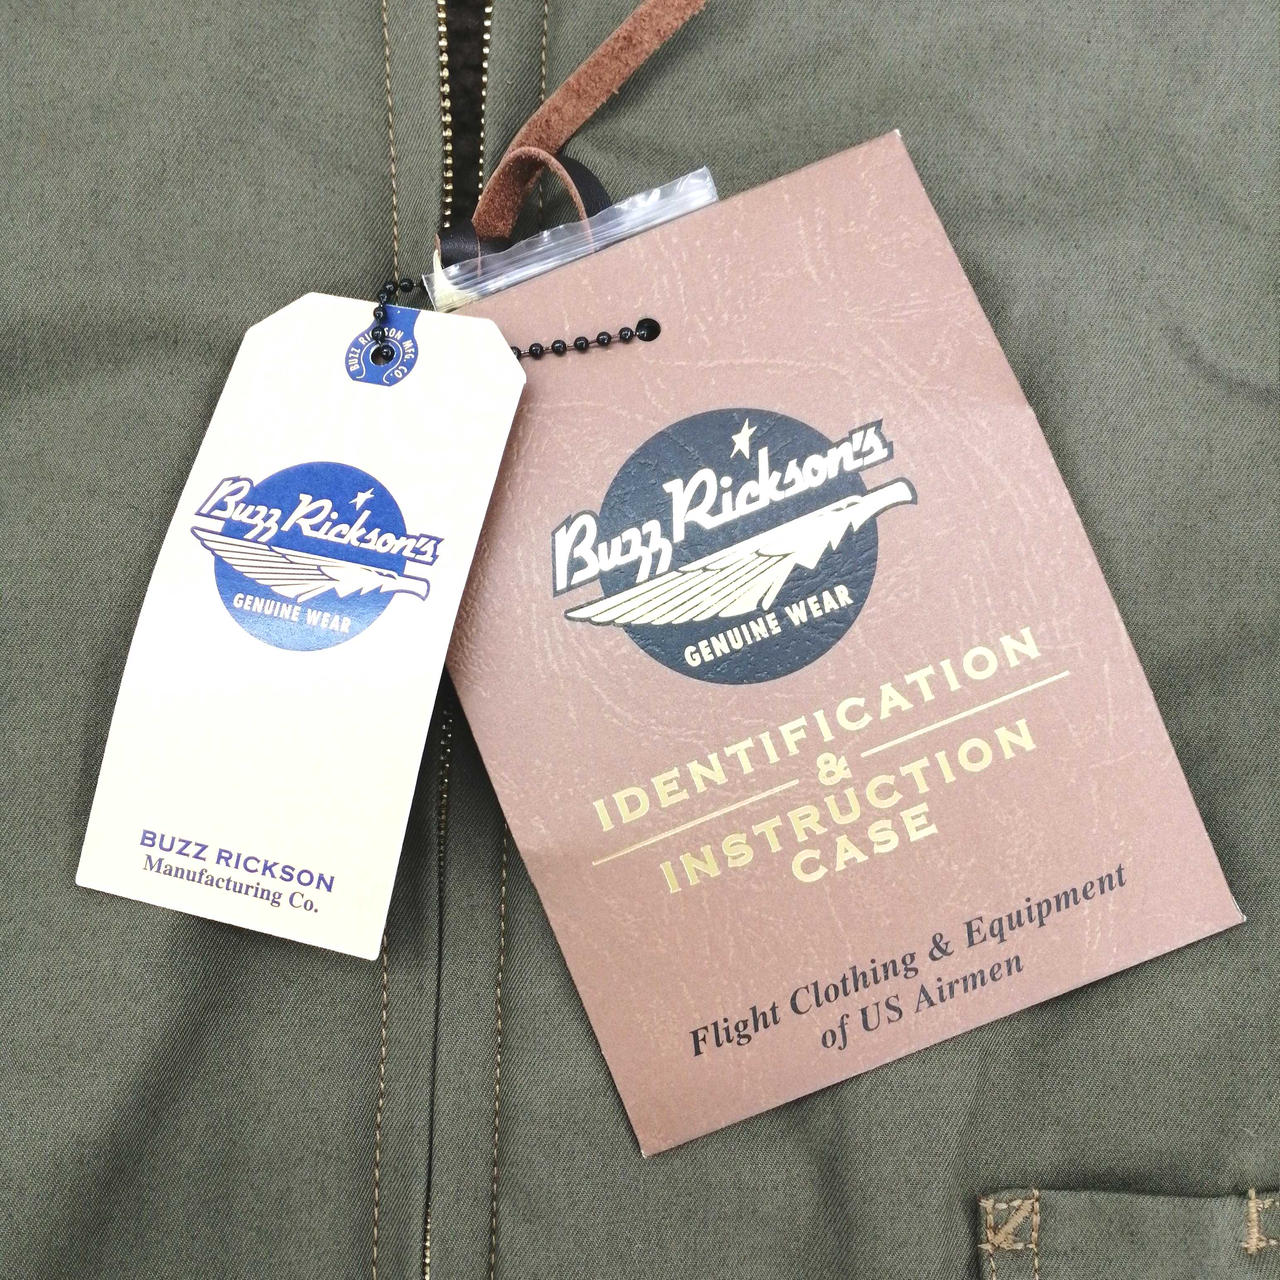 BUZZ RICKSON MFG. CO.
Buzz Rickson's
GENUINE WEAR
BUZZ RICKSON
Manufacturing Co.
Buzz Rickson's
GENUINE WEAR
IDENTIFICATION
&
INSTRUCTION
CASE
Flight Clothing & Equipment
of US Airmen